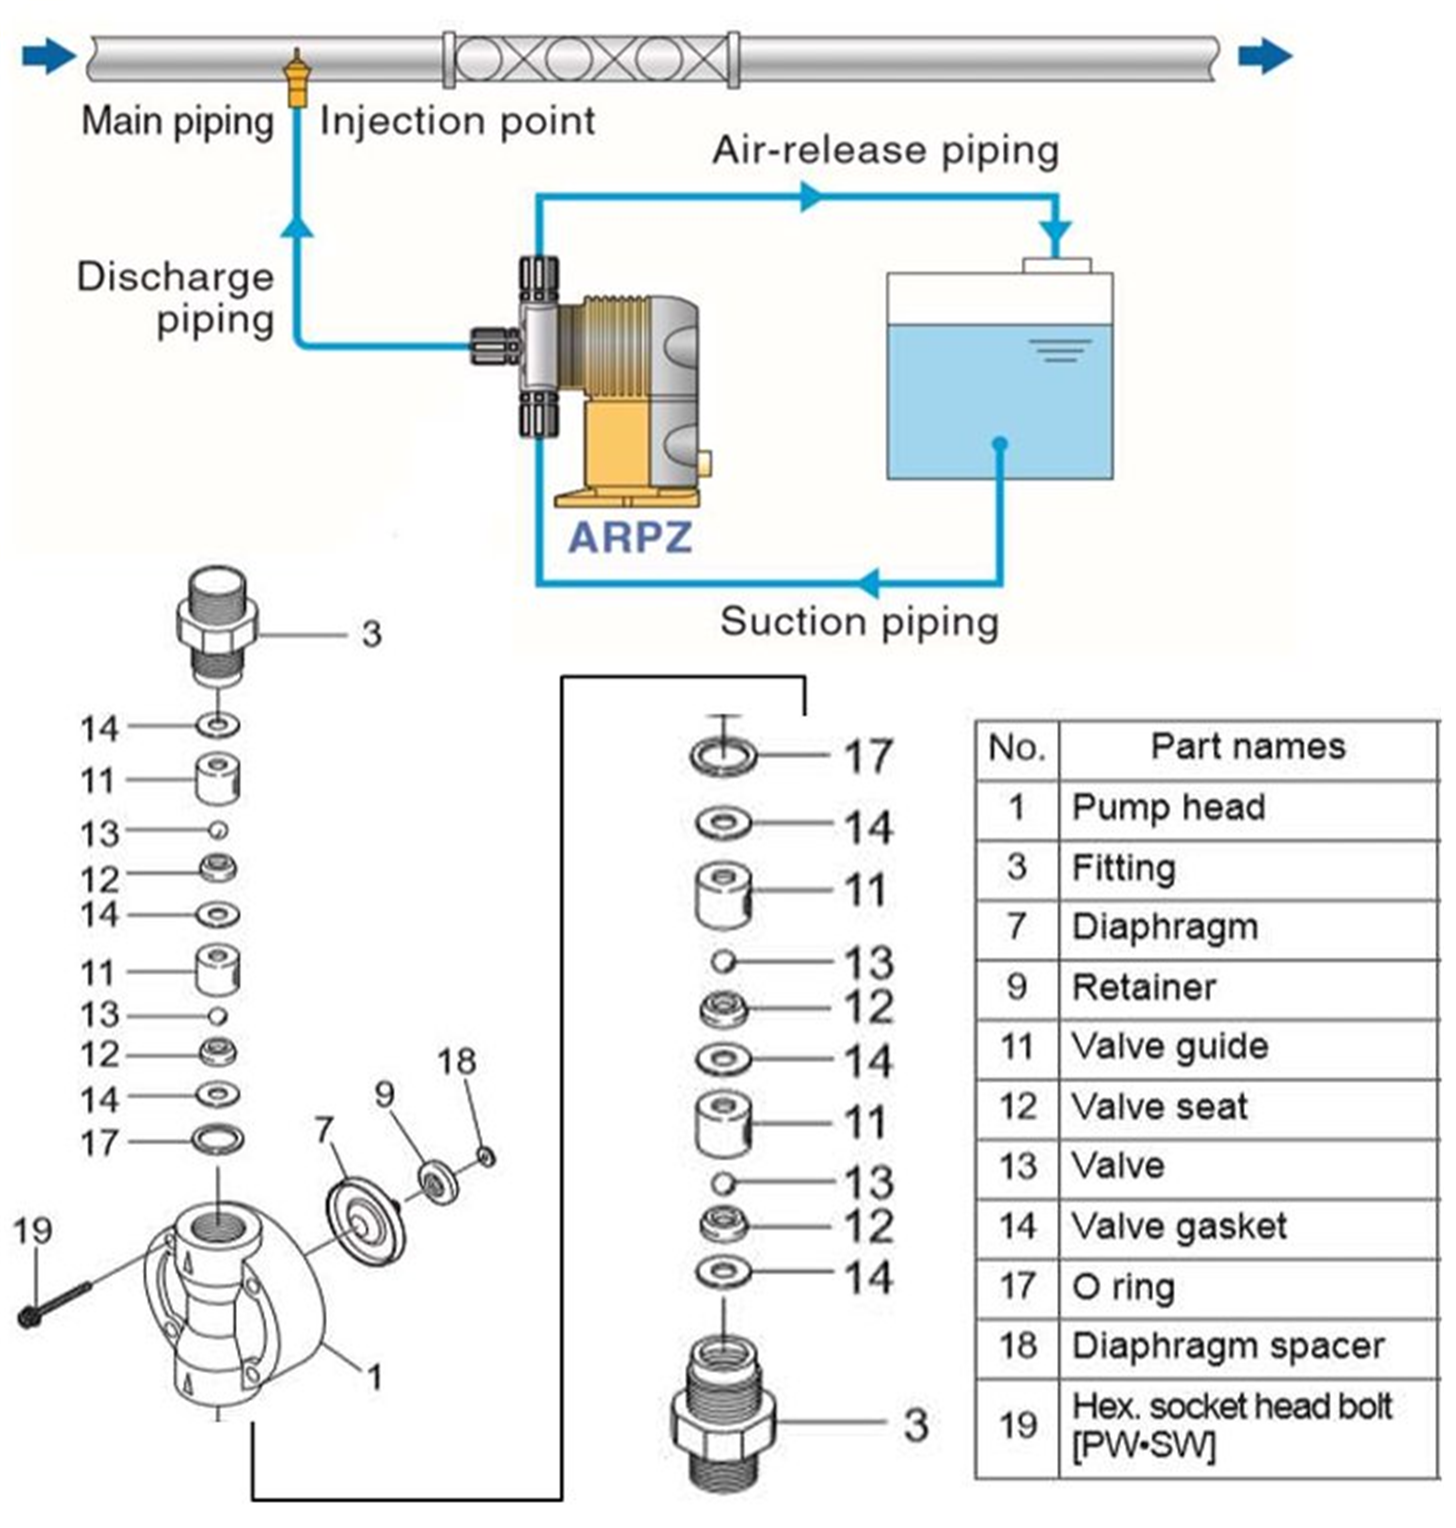 Main piping
Injection point
Air-release piping
Discharge
piping
ARPZ
Suction piping
3
14
11
13
12
14
11
13
12
14
17
18
9
7
19
1
17
14
11
13
12
14
11
13
12
14
3
No. Part names
1 Pump head
3 Fitting
7 Diaphragm
9 Retainer
11 Valve guide
12 Valve seat
13 Valve
14 Valve gasket
17 O ring
18 Diaphragm spacer
19 Hex. socket head bolt
[PW•SW]